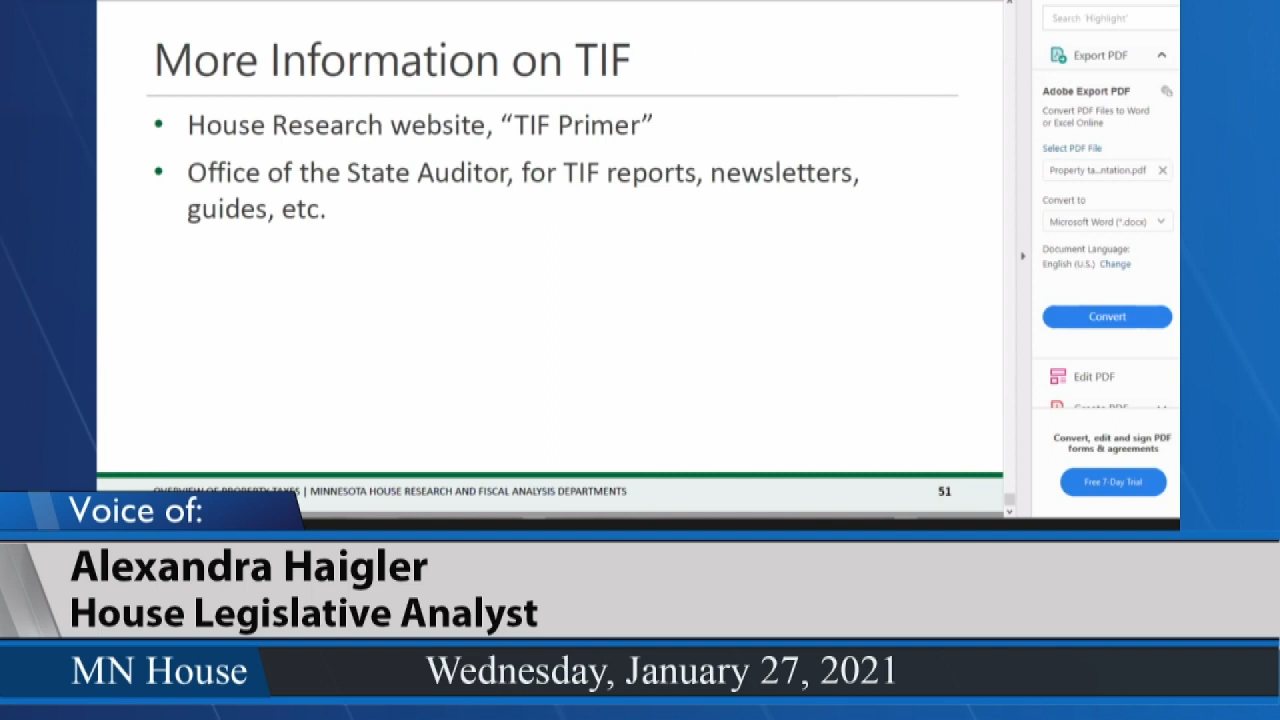 More Information on TIF
• House Research website, “TIF Primer”
• Office of the State Auditor, for TIF reports, newsletters,
guides, etc.
OVERVIEW OF PROPERTY TAXES | MINNESOTA HOUSE RESEARCH AND FISCAL ANALYSIS DEPARTMENTS
51
Search 'Highlight'
Export PDF
Adobe Export PDF
Convert PDF Files to Word
or Excel Online
Select PDF File
Property ta...ntation.pdf
Convert to
Microsoft Word (*.docx)
Document Language:
English (U.S.) Change
Convert
Edit PDF
Create PDF
Convert, edit and sign PDF
forms & agreements
Free 7-Day Trial
Voice of:
Alexandra Haigler
House Legislative Analyst
MN House
Wednesday, January 27, 2021